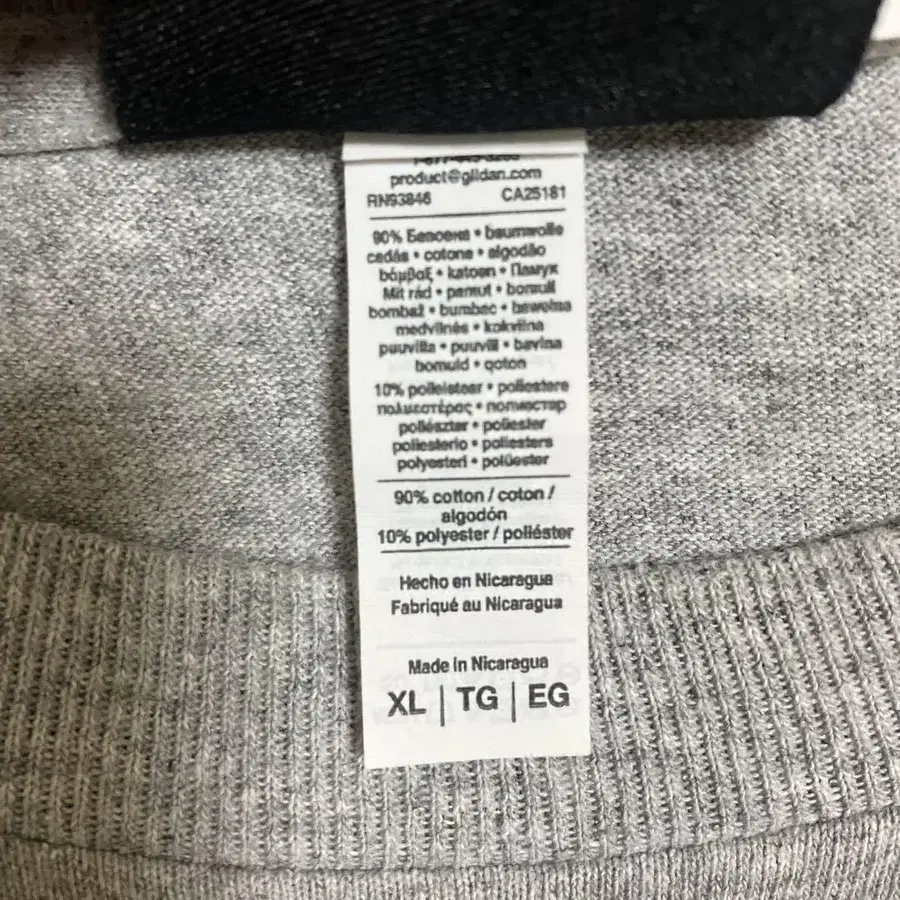 product@gildan.com
RN93846 CA25181
90% Бавовна • baumwolle
cadás • cotone • algodão
βάμβαξ • katoen • Памук
Mit rád • pamut • bomull
bombaž • bumbac • bawełna
medvilnės • kokvilna
puuvilla • puuvill • bavlna
bomuld • qoton
10% poileistear • poliestere
πολυεστέρας • полиестер
poliészter • poliester
poliesterio • poliesters
polyesteri • polüester
90% cotton / coton /
algodón
10% polyester / poliéster
Hecho en Nicaragua
Fabriqué au Nicaragua
Made in Nicaragua
XL | TG | EG